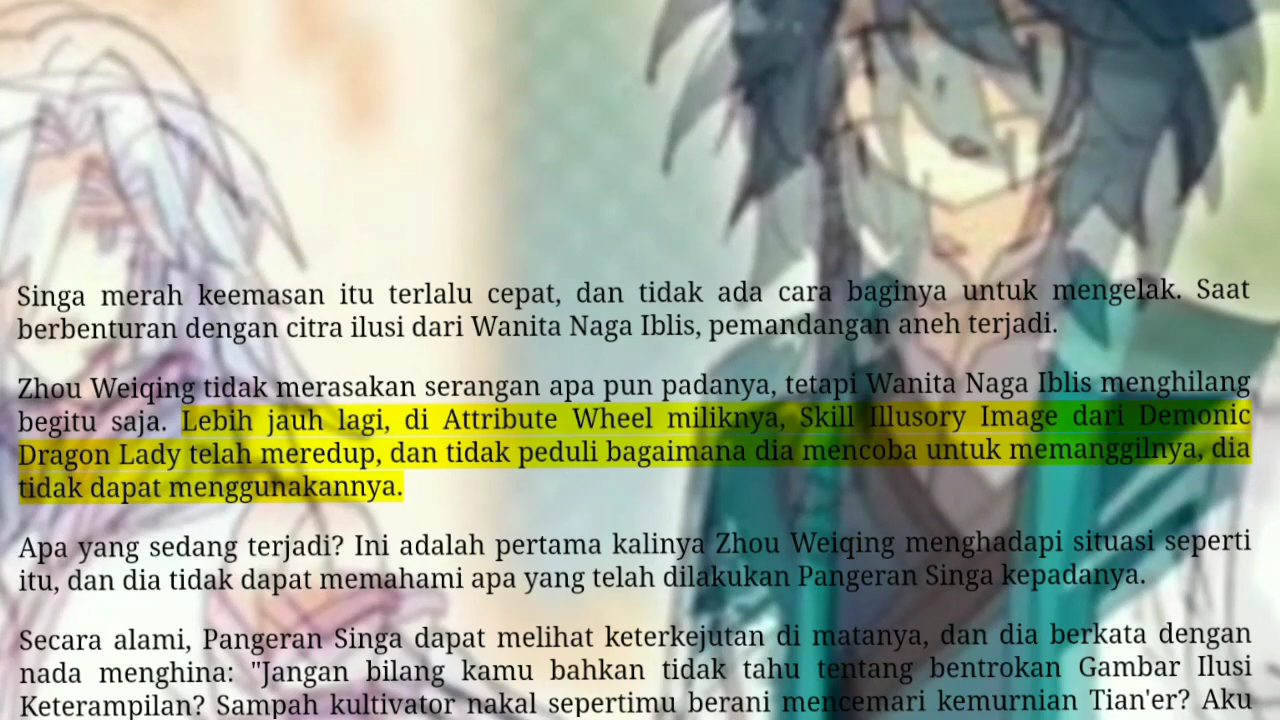 Singa merah keemasan itu terlalu cepat, dan tidak ada cara baginya untuk mengelak. Saat
berbenturan dengan citra ilusi dari Wanita Naga Iblis, pemandangan aneh terjadi.
Zhou Weiqing tidak merasakan serangan apa pun padanya, tetapi Wanita Naga Iblis menghilang
begitu saja. Lebih jauh lagi, di Attribute Wheel miliknya, Skill Illusory Image dari Demonic
Dragon Lady telah meredup, dan tidak peduli bagaimana dia mencoba untuk memanggilnya, dia
tidak dapat menggunakannya.
Apa yang sedang terjadi? Ini adalah pertama kalinya Zhou Weiqing menghadapi situasi seperti
itu, dan dia tidak dapat memahami apa yang telah dilakukan Pangeran Singa kepadanya.
Secara alami, Pangeran Singa dapat melihat keterkejutan di matanya, dan dia berkata dengan
nada menghina: "Jangan bilang kamu bahkan tidak tahu tentang bentrokan Gambar Ilusi
Keterampilan? Sampah kultivator nakal sepertimu berani mencemari kemurnian Tian'er? Aku